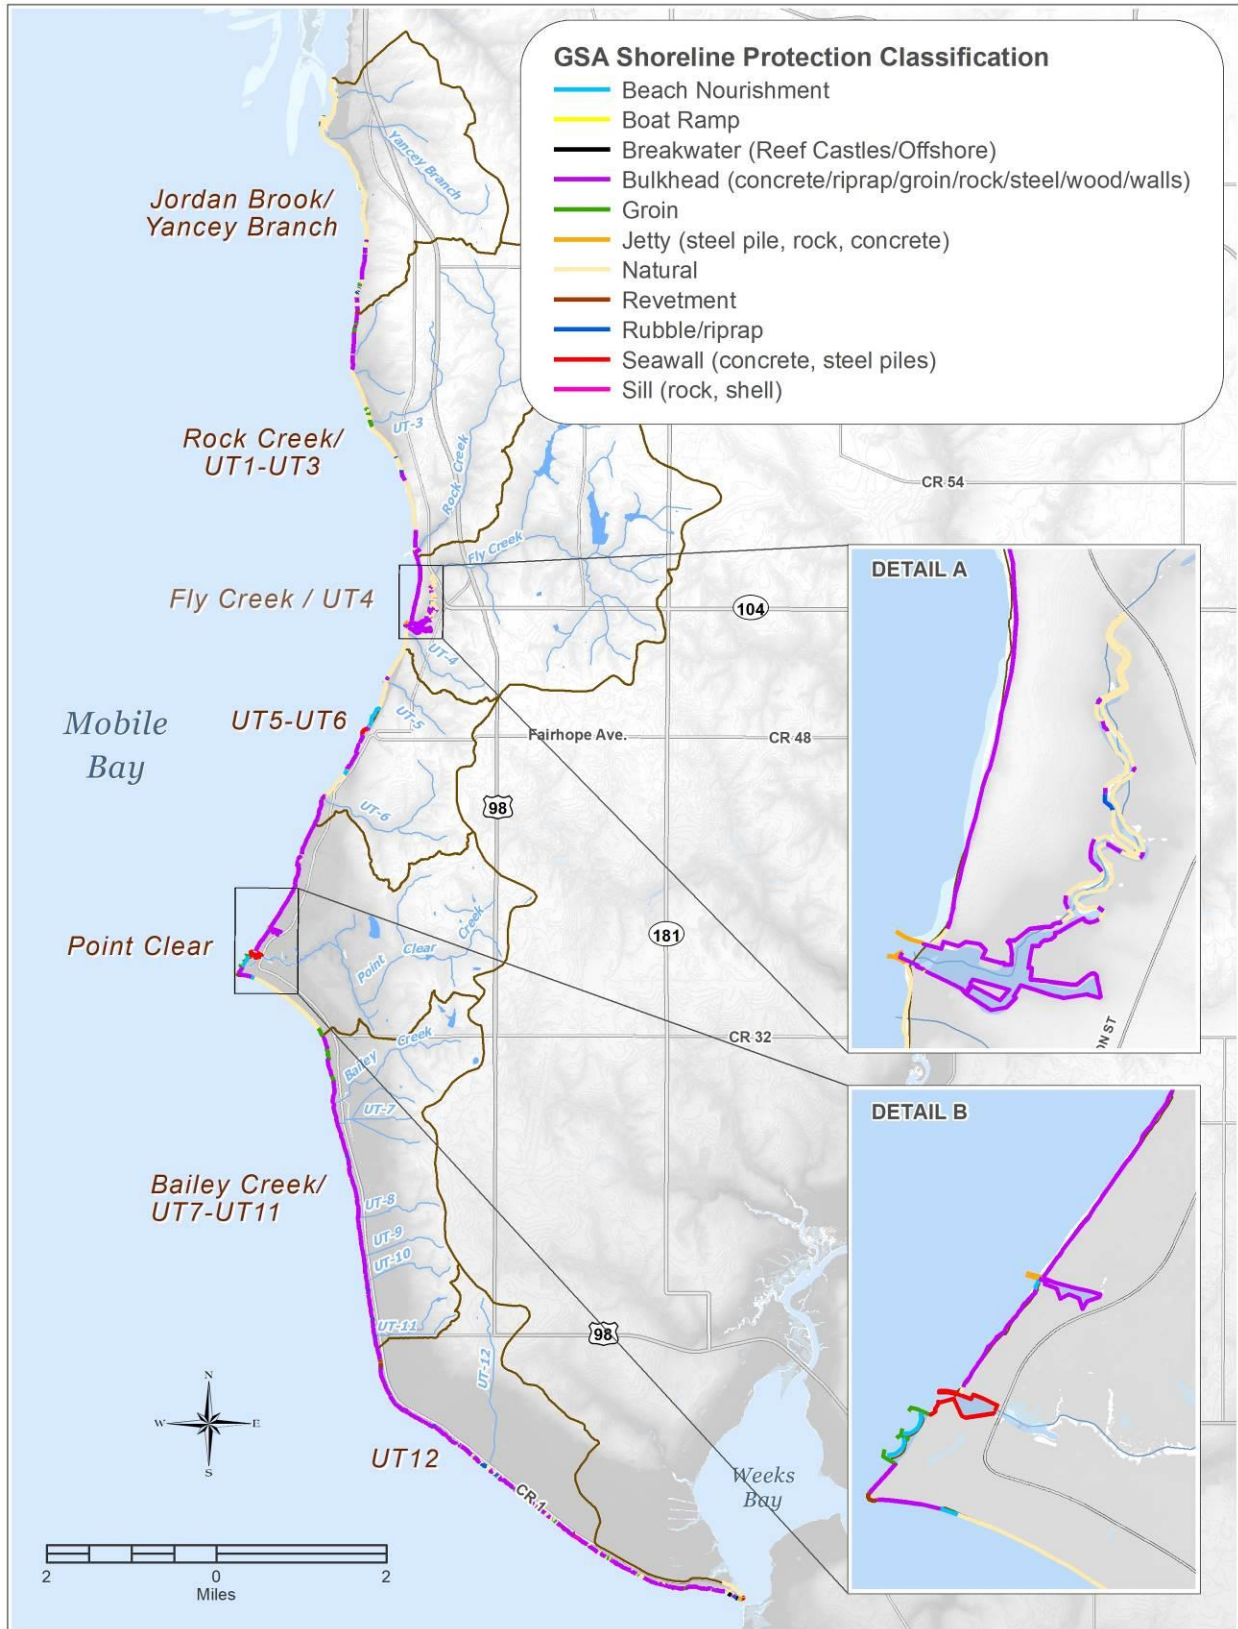 GSA Shoreline Protection Classification
Beach Nourishment
Boat Ramp
Breakwater (Reef Castles/Offshore)
Bulkhead (concrete/riprap/groin/rock/steel/wood/walls)
Groin
Jetty (steel pile, rock, concrete)
Natural
Revetment
Rubble/riprap
Seawall (concrete, steel piles)
Sill (rock, shell)
Yancey Branch
Jordan Brook/
Yancey Branch
UT-3
Rock Creek/
UT1-UT3
Rock Creek
CR 54
Fly Creek
Fly Creek / UT4
104
UT-4
DETAIL A
ON ST
Mobile
Bay
UT5-UT6
UT-5
Fairhope Ave.
CR 48
98
UT-6
Point Clear
Point Clear Creek
181
CR 32
Bailey Creek
UT-7
DETAIL B
Bailey Creek/
UT7-UT11
UT-8
UT-9
UT-10
UT-11
98
UT-12
N
W
E
S
UT12
CR 1
Weeks
Bay
2
0
2
Miles